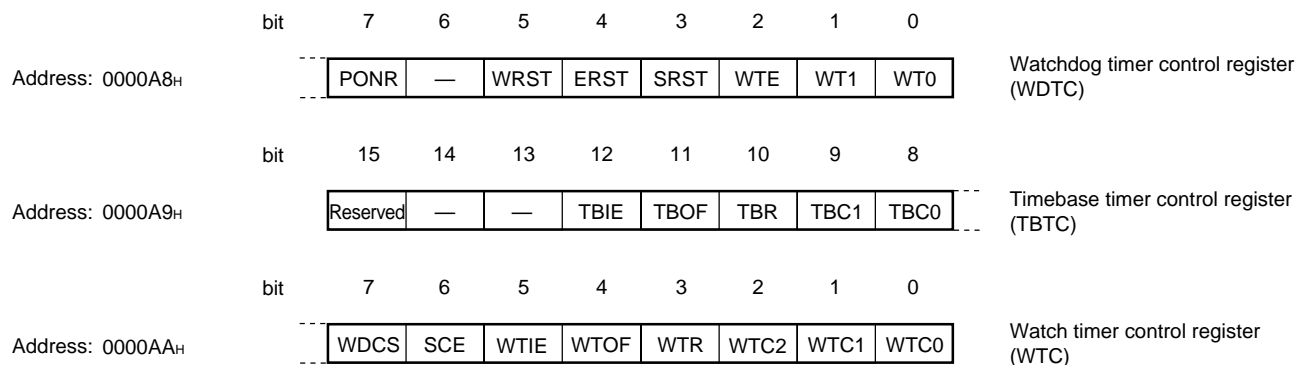 bit 7 6 5 4 3 2 1 0
Address: 0000A8H PONR — WRST ERST SRST WTE WT1 WT0 Watchdog timer control register
(WDTC)
bit 15 14 13 12 11 10 9 8
Address: 0000A9H Reserved — — TBIE TBOF TBR TBC1 TBC0 Timebase timer control register
(TBTC)
bit 7 6 5 4 3 2 1 0
Address: 0000AAH WDCS SCE WTIE WTOF WTR WTC2 WTC1 WTC0 Watch timer control register
(WTC)